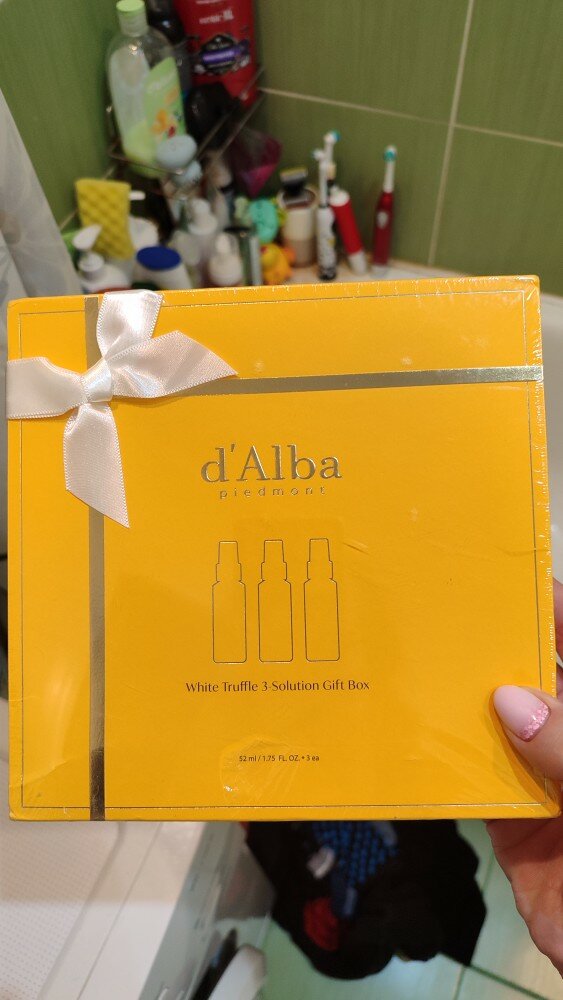 d'Alba
piedmont
White Truffle 3-Solution Gift Box
52 ml / 1.75 FL. OZ. * 3 ea